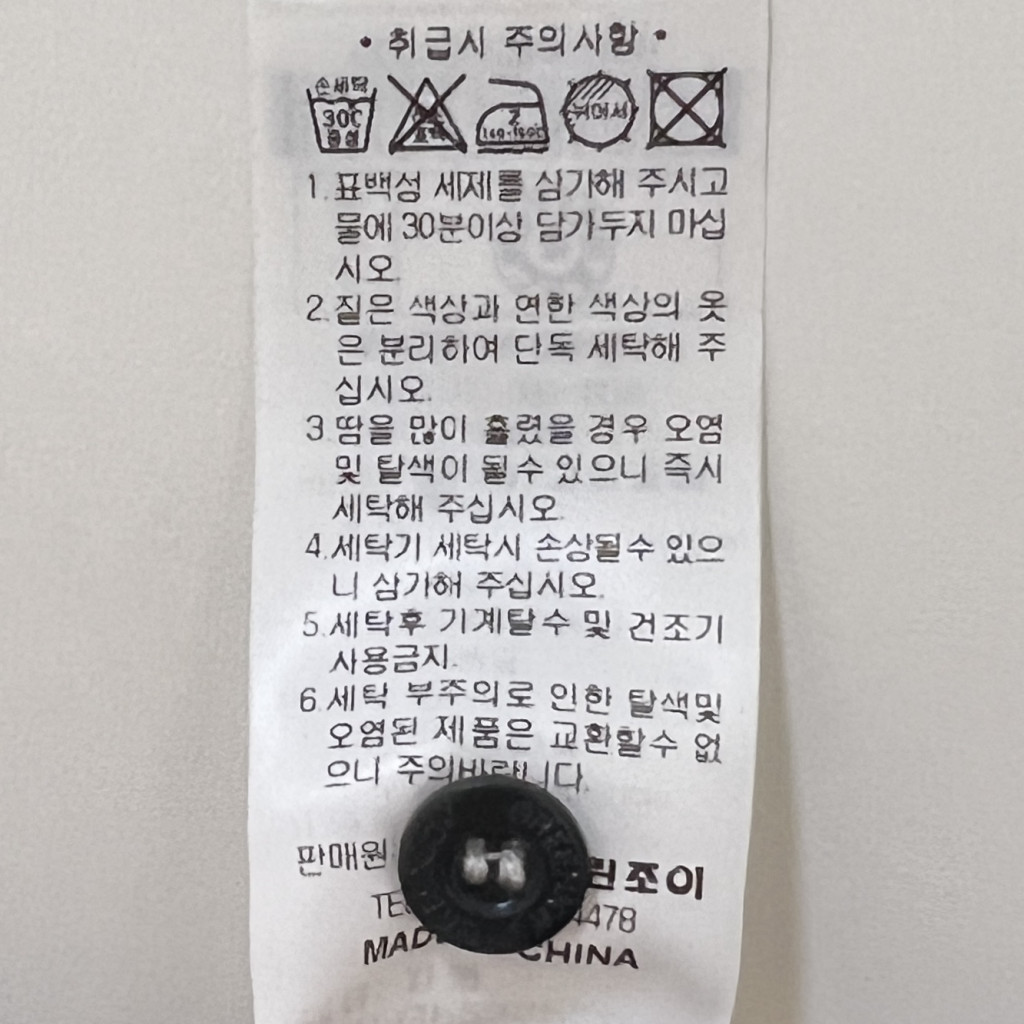 • 취급시 주의사항 •
손세탁
30℃
중성
뉘어서
1. 표백성 세제를 삼가해 주시고
물에 30분이상 담가두지 마십
시오.
2. 짙은 색상과 연한 색상의 옷
은 분리하여 단독 세탁해 주
십시오.
3. 땀을 많이 흘렸을 경우 오염
및 탈색이 될수 있으니 즉시
세탁해 주십시오.
4. 세탁기 세탁시 손상될수 있으
니 삼가해 주십시오.
5. 세탁후 기계탈수 및 건조기
사용금지.
6. 세탁 부주의로 인한 탈색및
오염된 제품은 교환할수 없
으니 주의바랍니다.
판매원
조이
4478
CHINA